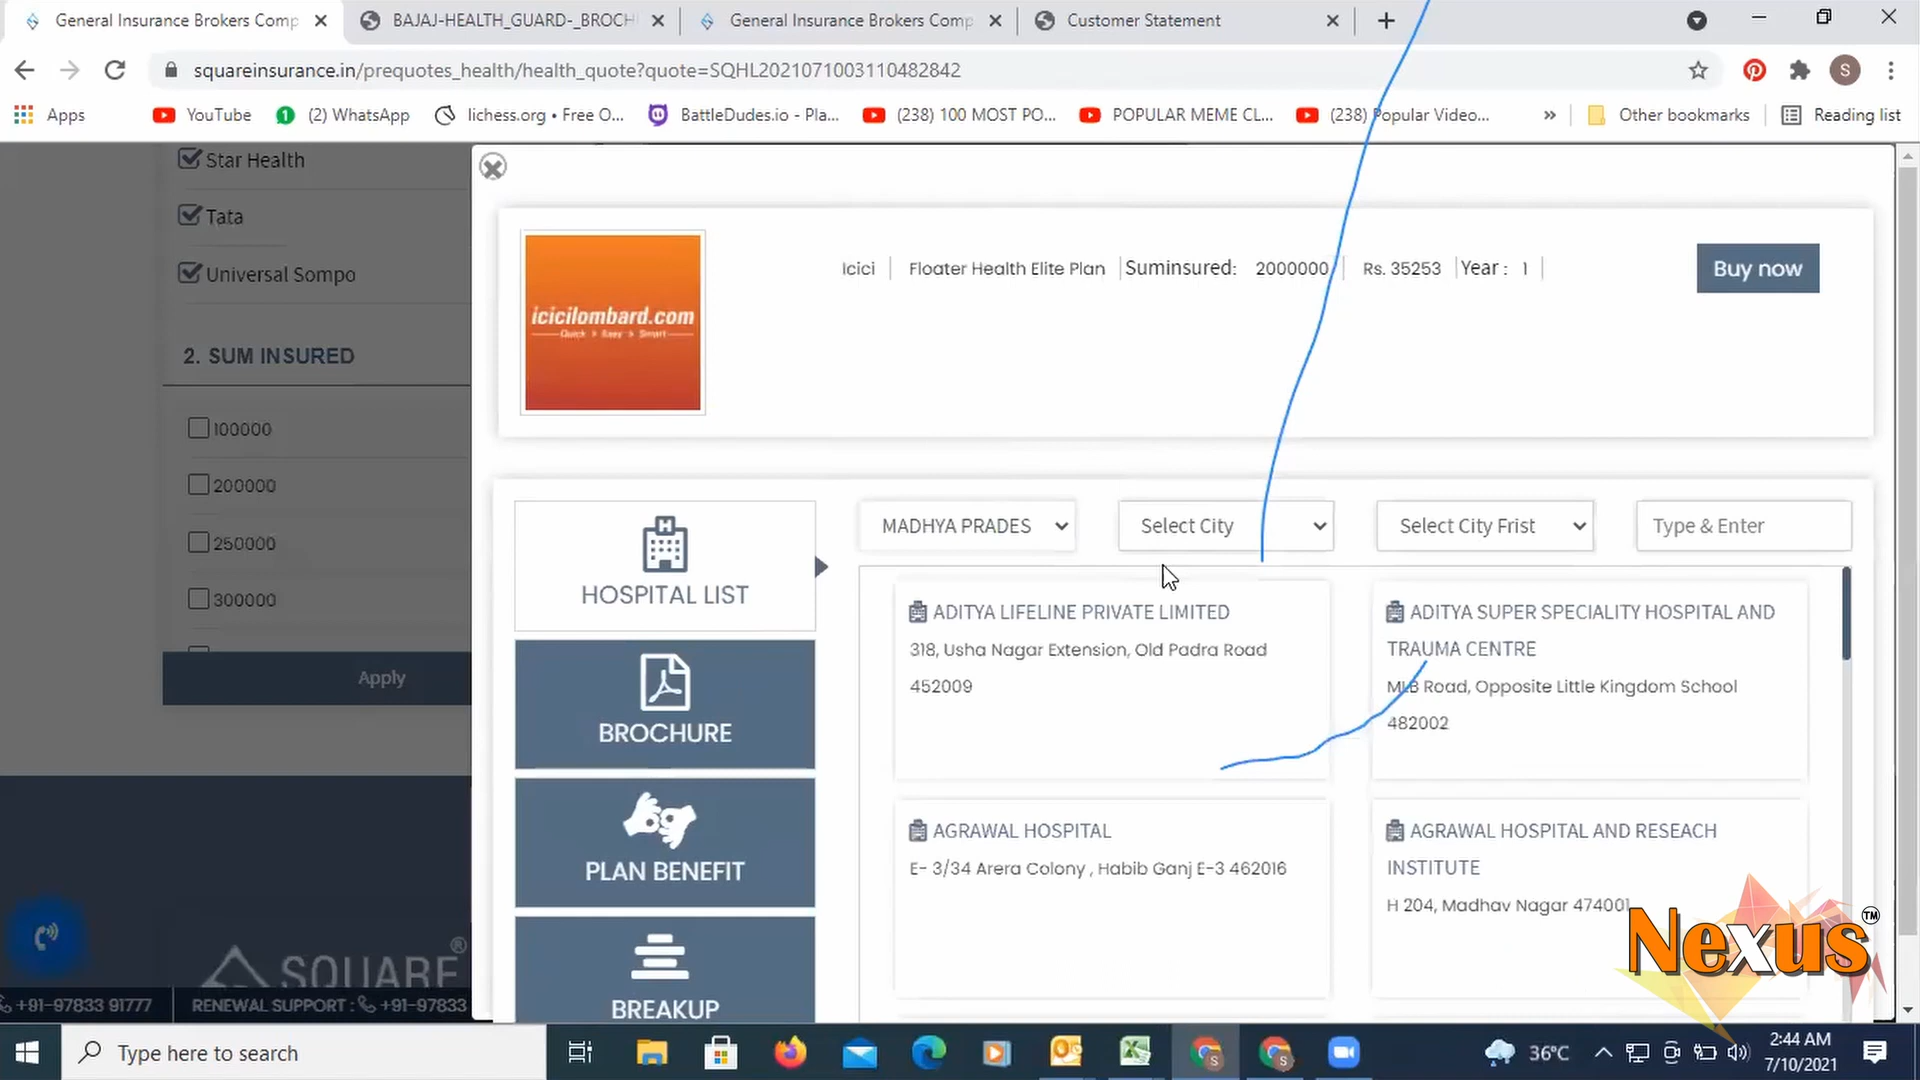 General Insurance Brokers Comp
BAJAJ-HEALTH_GUARD-_BROCH
General Insurance Brokers Comp
Customer Statement
squareinsurance.in/prequotes_health/health_quote?quote=SQHL2021071003110482842
S
Apps
YouTube
1
(2) WhatsApp
lichess.org • Free O...
BattleDudes.io - Pla...
(238) 100 MOST PO...
POPULAR MEME CL...
(238) Popular Video...
»
Other bookmarks
Reading list
Star Health
Tata
Universal Sompo
2. SUM INSURED
100000
200000
250000
300000
Apply
SQUARE®
+91-97833 91777
RENEWAL SUPPORT : +91-97833
icicilombard.com
Quick > Easy > Smart
Icici | Floater Health Elite Plan | Suminsured: 2000000 | Rs. 35253 | Year : 1 |
Buy now
HOSPITAL LIST
BROCHURE
PLAN BENEFIT
BREAKUP
MADHYA PRADES
Select City
Select City Frist
Type & Enter
ADITYA LIFELINE PRIVATE LIMITED
318, Usha Nagar Extension, Old Padra Road
452009
ADITYA SUPER SPECIALITY HOSPITAL AND
TRAUMA CENTRE
MLB Road, Opposite Little Kingdom School
482002
AGRAWAL HOSPITAL
E- 3/34 Arera Colony , Habib Ganj E-3 462016
AGRAWAL HOSPITAL AND RESEACH
INSTITUTE
H 204, Madhav Nagar 474001
Nexus™
Type here to search
36°C
2:44 AM
7/10/2021